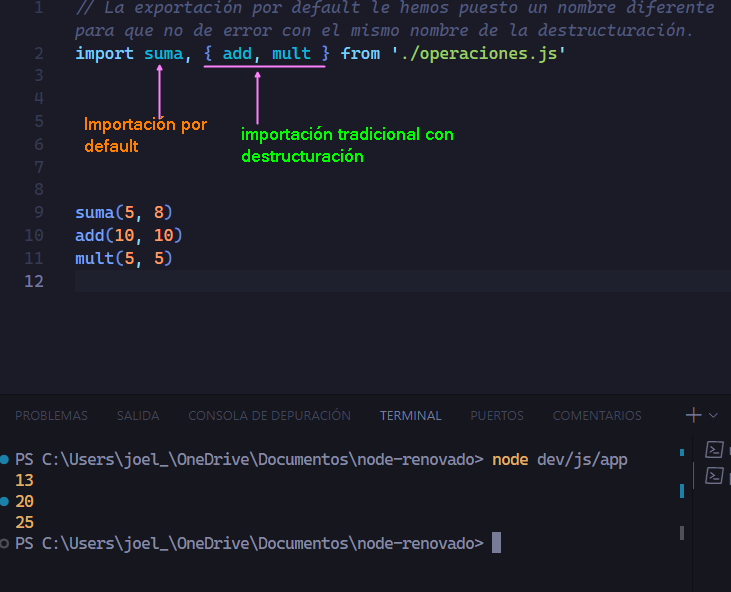 1 // La exportación por default le hemos puesto un nombre diferente
para que no de error con el mismo nombre de la destructuración.
2 import suma, { add, mult } from './operaciones.js'
3
4
5
Importación por
default
importación tradicional con
destructuración
6
7
8
9 suma(5, 8)
10 add(10, 10)
11 mult(5, 5)
12
PROBLEMAS SALIDA CONSOLA DE DEPURACIÓN TERMINAL PUERTOS COMENTARIOS
PS C:\Users\joel_\OneDrive\Documentos\node-renovado> node dev/js/app
13
20
25
PS C:\Users\joel_\OneDrive\Documentos\node-renovado>